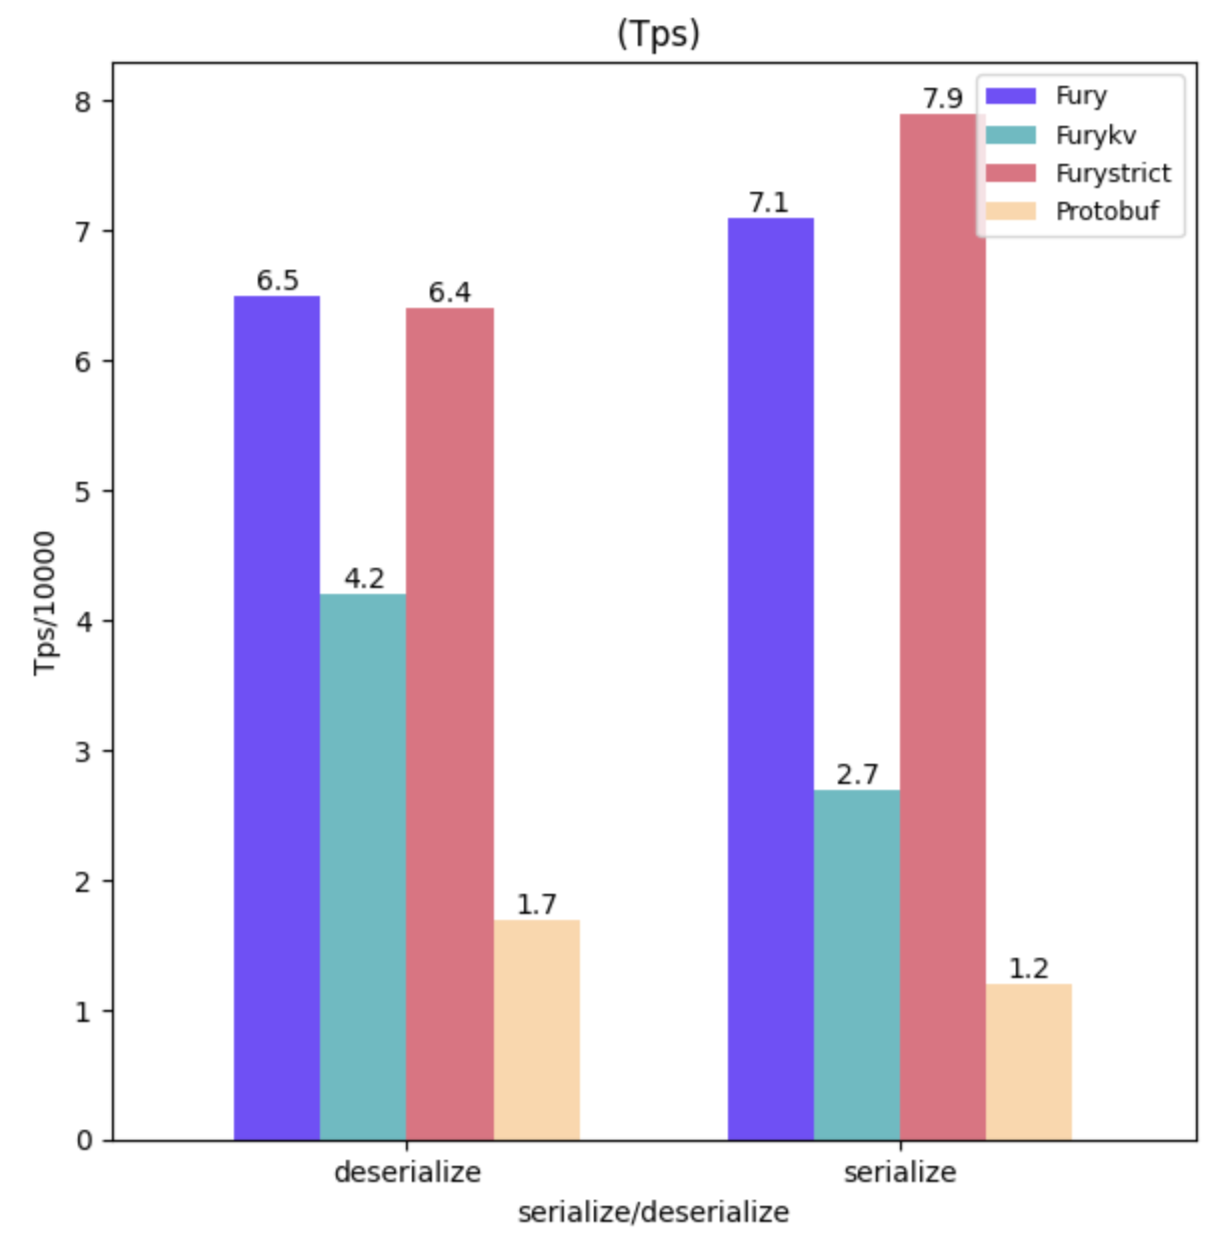 (Tps)
Fury
Furykv
Furystrict
Protobuf
8
7
6
5
4
3
2
1
0
Tps/10000
6.5
4.2
6.4
1.7
7.1
2.7
7.9
1.2
deserialize
serialize
serialize/deserialize